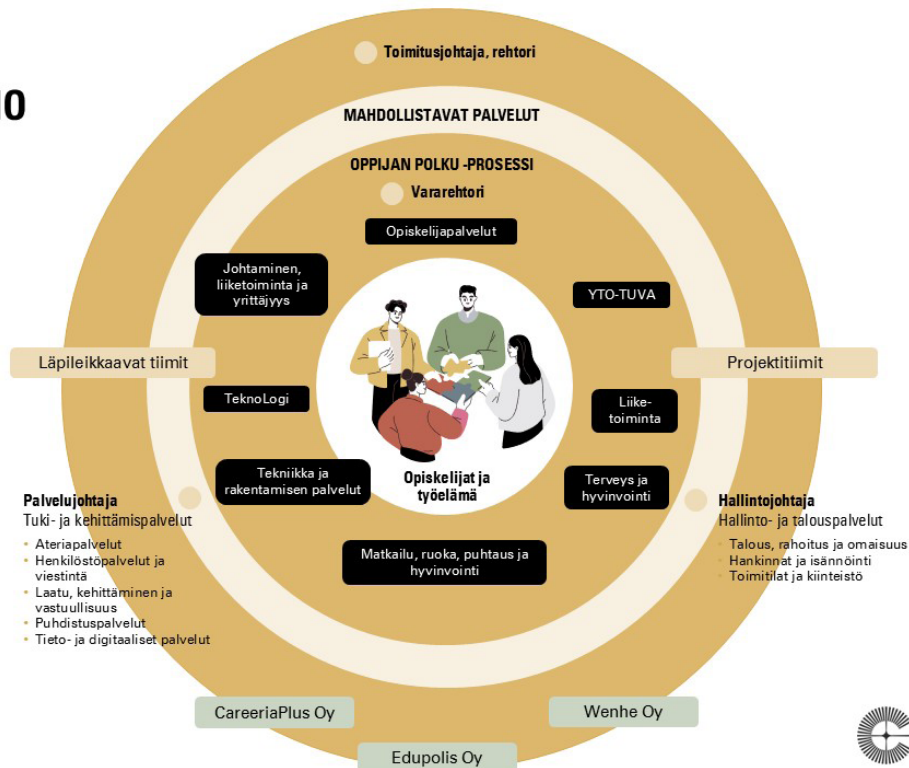 IO
Toimitusjohtaja, rehtori
MAHDOLLISTAVAT PALVELUT
OPPIJAN POLKU -PROSESSI
Vararehtori
Opiskelijapalvelut
Johtaminen,
liiketoiminta ja
yrittäjyys
YTO-TUVA
Läpileikkaavat tiimit
Projektitiimit
TeknoLogi
Liike-
toiminta
Tekniikka ja
rakentamisen palvelut
Opiskelijat ja
työelämä
Terveys ja
hyvinvointi
Matkailu, ruoka, puhtaus ja
hyvinvointi
Palvelujohtaja
Tuki- ja kehittämispalvelut
• Ateriapalvelut
• Henkilöstöpalvelut ja
viestintä
• Laatu, kehittäminen ja
vastuullisuus
• Puhdistuspalvelut
• Tieto- ja digitaaliset palvelut
Hallintojohtaja
Hallinto- ja talouspalvelut
• Talous, rahoitus ja omaisuus
• Hankinnat ja isännöinti
• Toimitilat ja kiinteistö
CareeriaPlus Oy
Wenhe Oy
Edupolis Oy